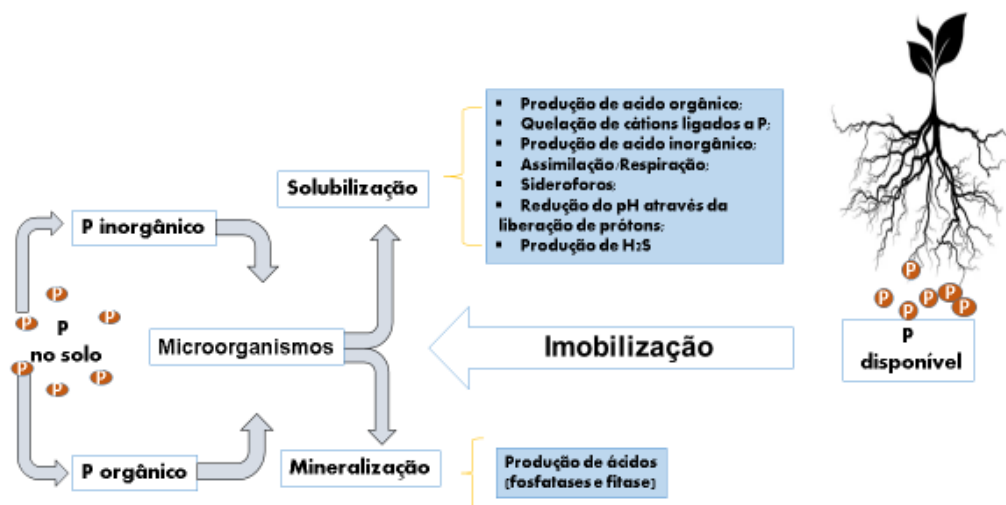 ▪ Produção de acido orgânico;
▪ Quelação de cátions ligados a P;
▪ Produção de acido inorgânico;
▪ Assimilação/Respiração;
▪ Sideroforos;
▪ Redução do pH através da
liberação de prótons;
▪ Produção de H2S
Solubilização
P inorgânico
P
P
P
P
P
no solo
P
P
P
Microorganismos
Imobilização
P
P
P
P
P
P
P
disponível
P orgânico
Mineralização
Produção de ácidos
(fosfatases e fitase)